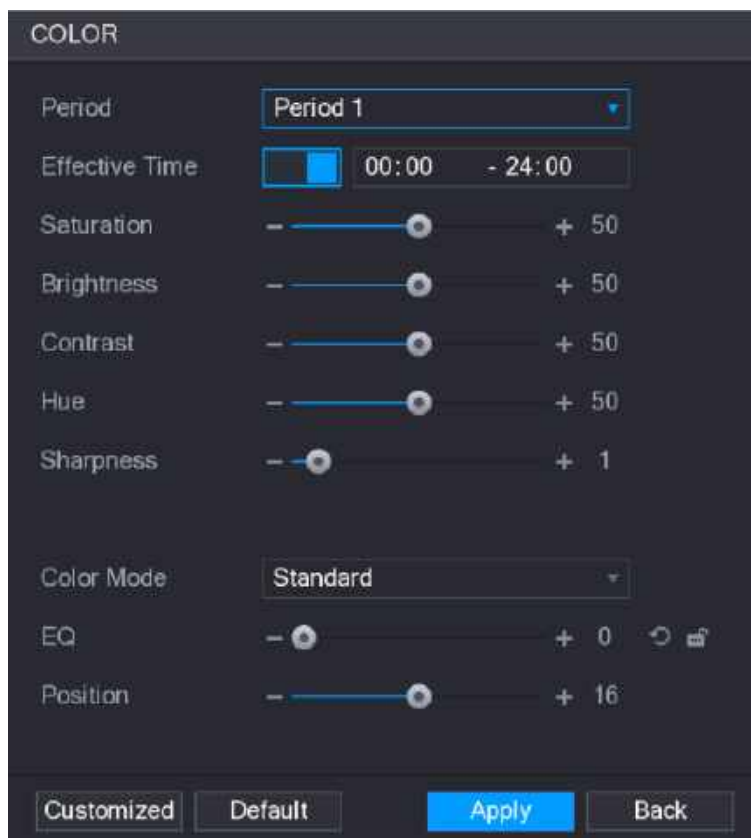 COLOR
Period Period 1
Effective Time 00:00 - 24:00
Saturation - + 50
Brightness - + 50
Contrast - + 50
Hue - + 50
Sharpness - + 1
Color Mode Standard
EQ - + 0
Position - + 16
Customized Default Apply Back